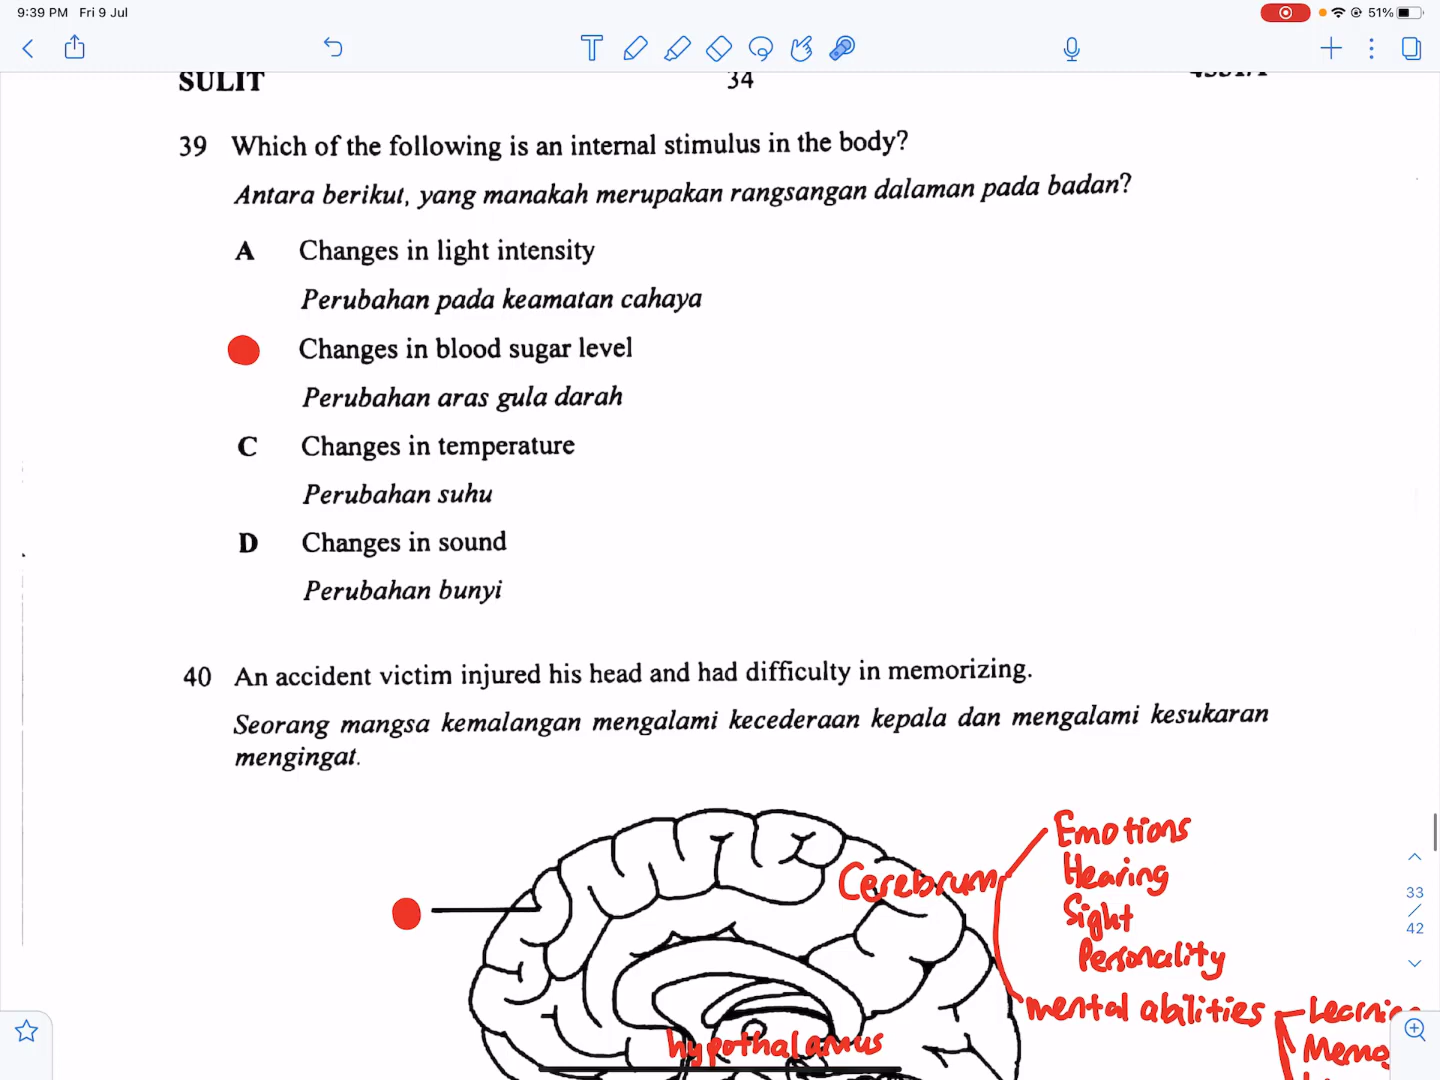 9:39 PM Fri 9 Jul
51%
SULIT
34
39 Which of the following is an internal stimulus in the body?
Antara berikut, yang manakah merupakan rangsangan dalaman pada badan?
A Changes in light intensity
Perubahan pada keamatan cahaya
Changes in blood sugar level
Perubahan aras gula darah
C Changes in temperature
Perubahan suhu
D Changes in sound
Perubahan bunyi
40 An accident victim injured his head and had difficulty in memorizing.
Seorang mangsa kemalangan mengalami kecederaan kepala dan mengalami kesukaran
mengingat.
Emotions
Cerebrum
Hearing
Sight
Personality
mental abilities
hypothalamus
33
/
42